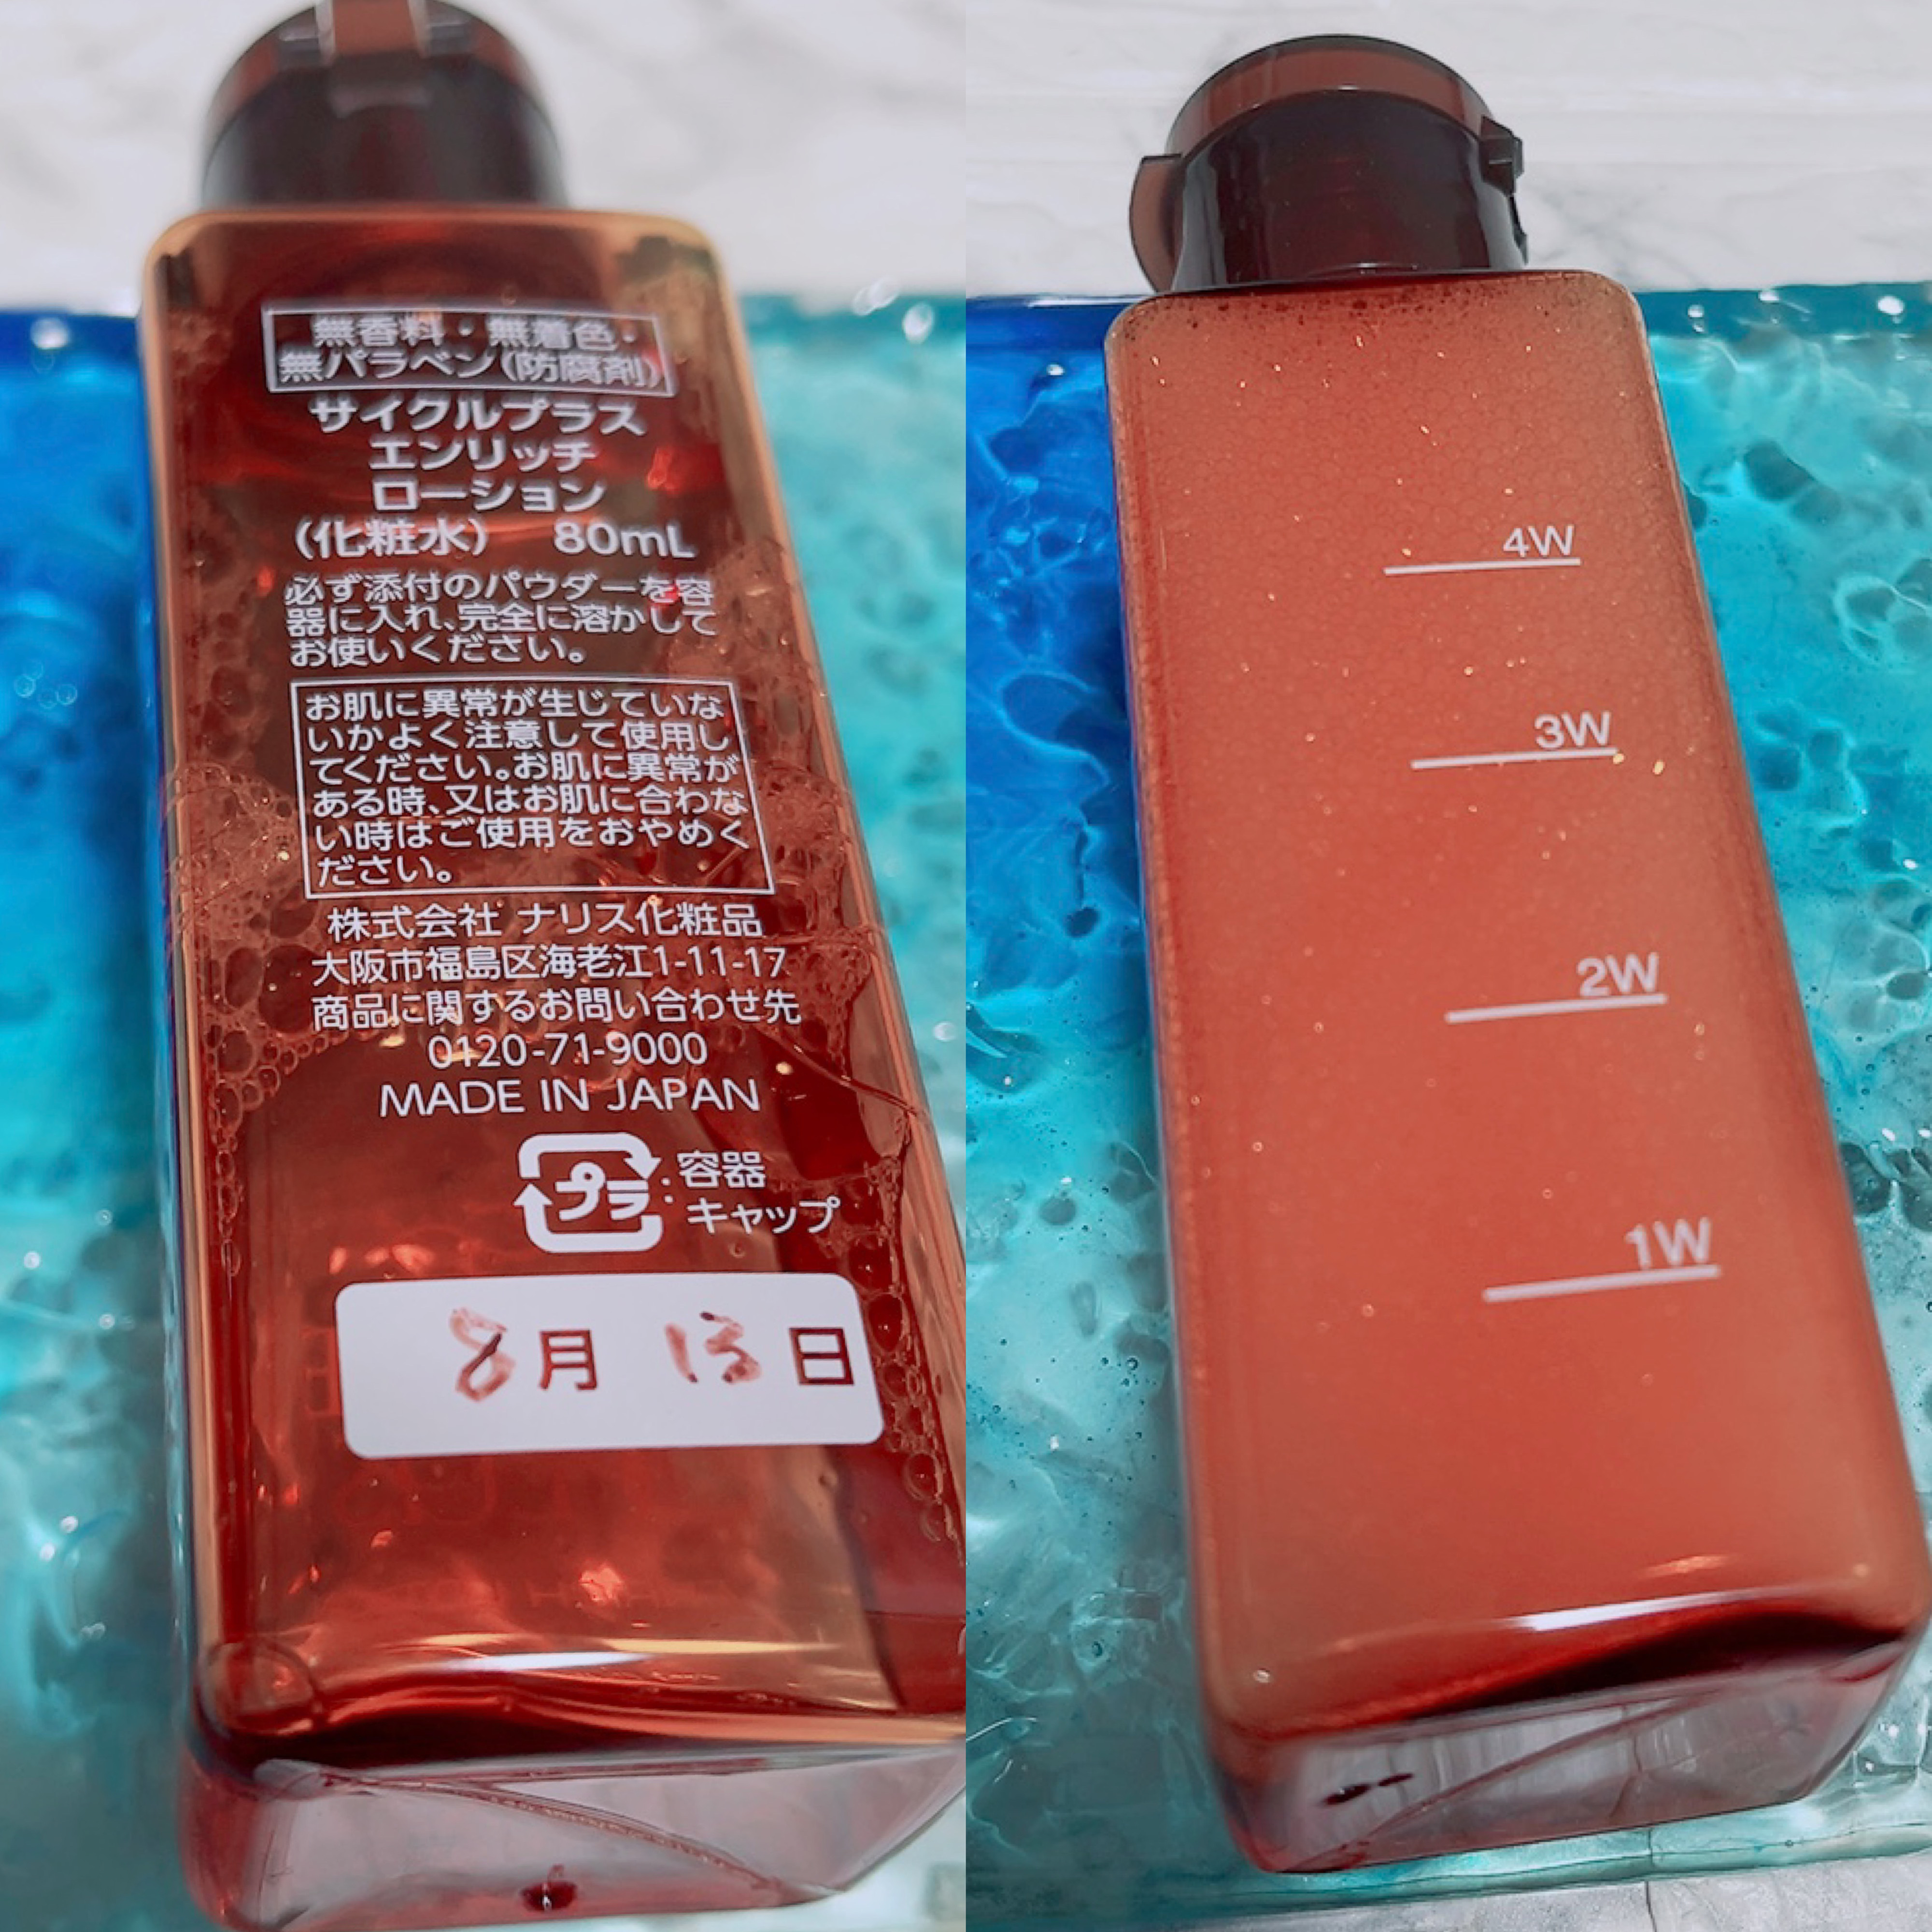 無香料・無着色・
無パラベン(防腐剤)
サイクルプラス
エンリッチ
ローション
(化粧水) 80mL
必ず添付のパウダーを容
器に入れ、完全に溶かして
お使いください。
お肌に異常が生じていな
いかよく注意して使用し
てください。お肌に異常が
ある時、又はお肌に合わな
い時はご使用をおやめく
ださい。
株式会社 ナリス化粧品
大阪市福島区海老江1-11-17
商品に関するお問い合わせ先
0120-71-9000
MADE IN JAPAN
プラ:容器
キャップ
8月 13日
4W
3W
2W
1W